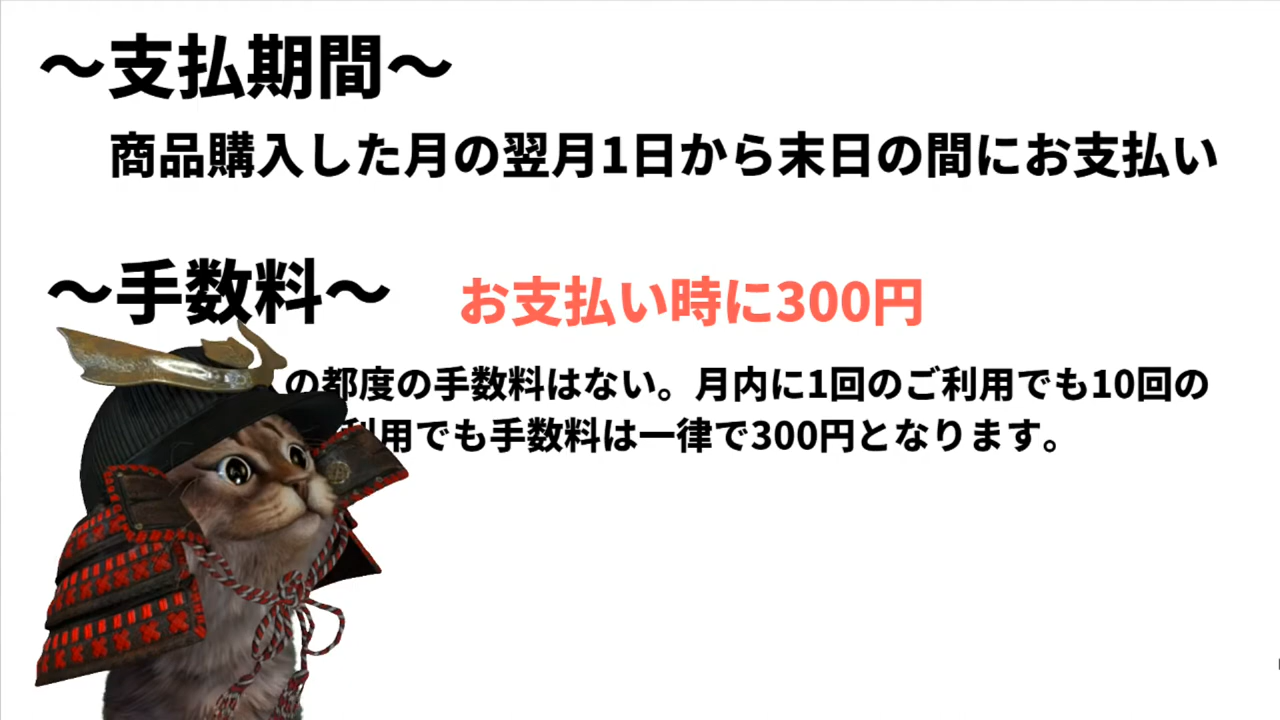 ～支払期間～
商品購入した月の翌月1日から末日の間にお支払い
～手数料～ お支払い時に300円
の都度の手数料はない。月内に1回のご利用でも10回の
利用でも手数料は一律で300円となります。